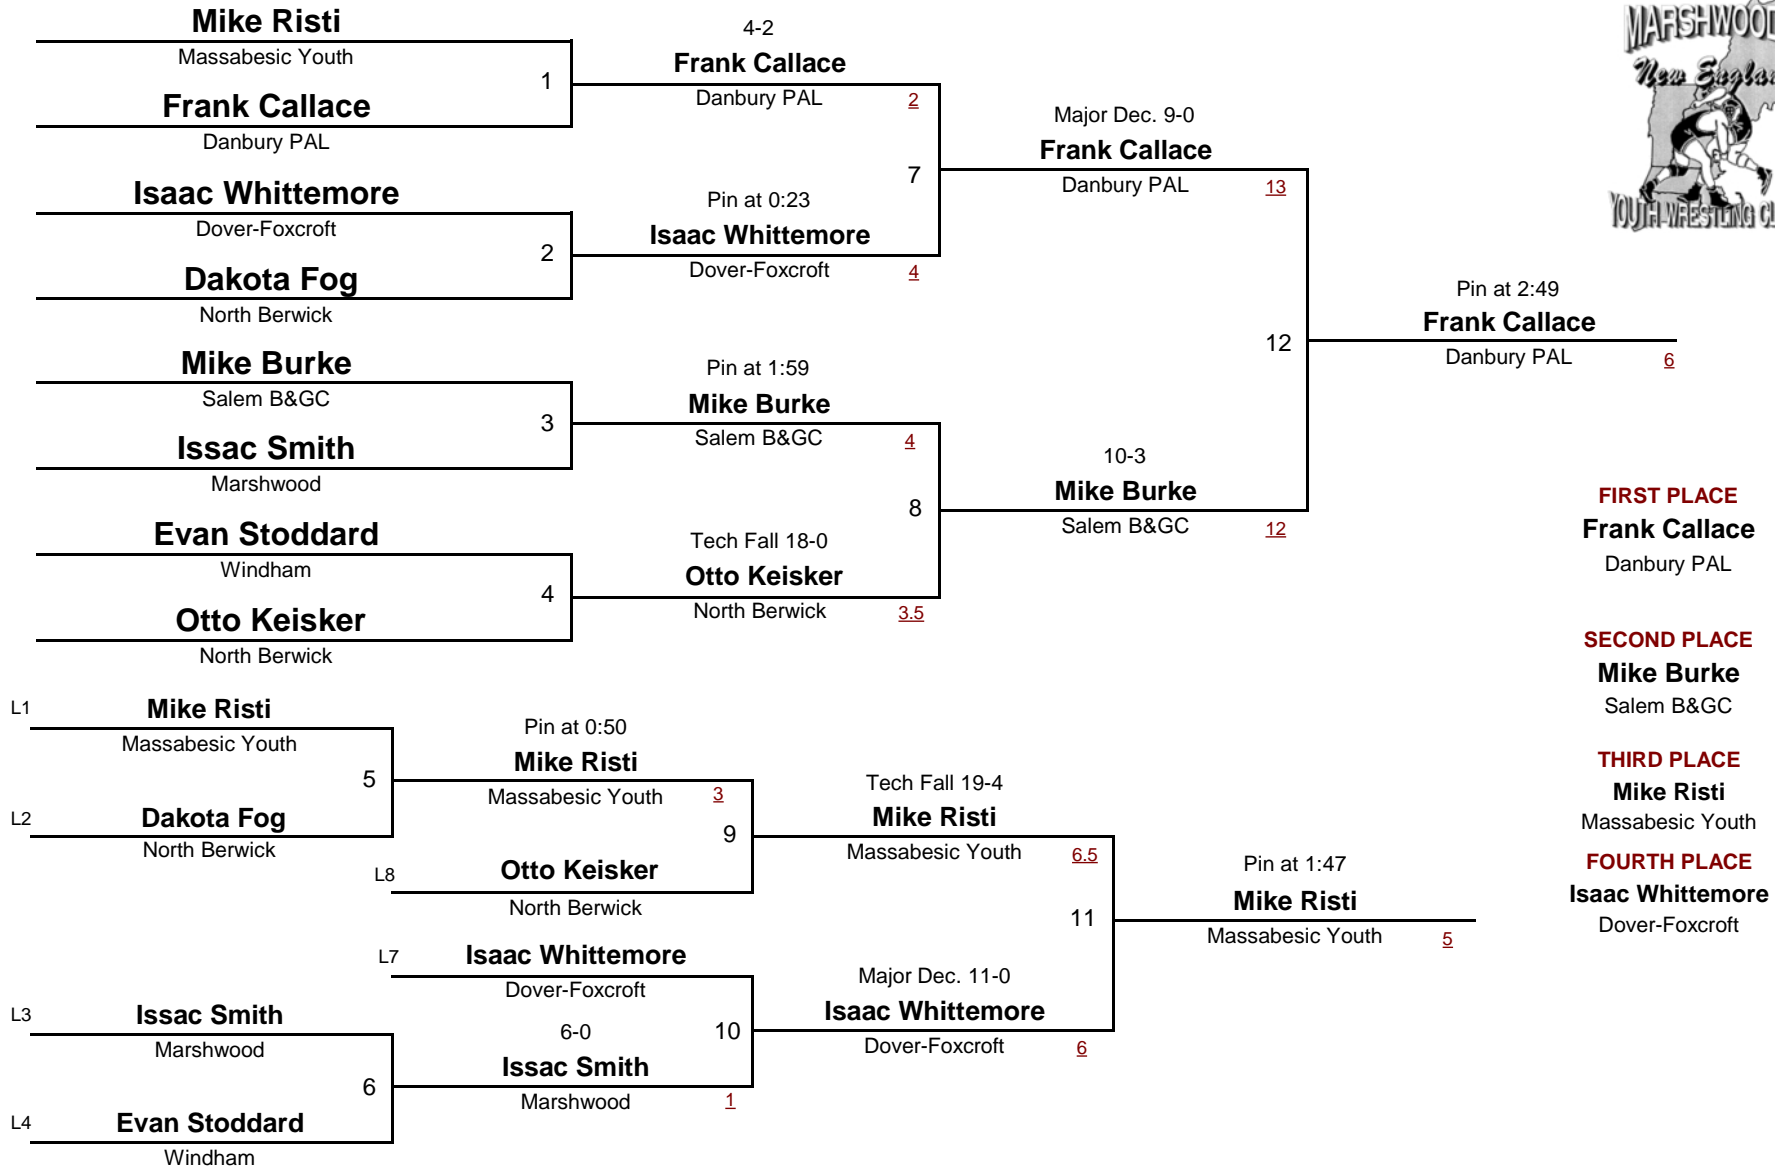 Mike Risti
Massabesic Youth
1
Frank Callace
Danbury PAL
Isaac Whittemore
Dover-Foxcroft
2
Dakota Fog
North Berwick
Mike Burke
Salem B&GC
3
Issac Smith
Marshwood
Evan Stoddard
Windham
4
Otto Keisker
North Berwick
4-2
Frank Callace
Danbury PAL 2
7
Pin at 0:23
Isaac Whittemore
Dover-Foxcroft 4
Pin at 1:59
Mike Burke
Salem B&GC 4
8
Tech Fall 18-0
Otto Keisker
North Berwick 3.5
Major Dec. 9-0
Frank Callace
Danbury PAL 13
12
10-3
Mike Burke
Salem B&GC 12
Pin at 2:49
Frank Callace
Danbury PAL 6
L1 Mike Risti
Massabesic Youth
5
L2 Dakota Fog
North Berwick
L3 Issac Smith
Marshwood
6
L4 Evan Stoddard
Windham
Pin at 0:50
Mike Risti
Massabesic Youth 3
9
L8 Otto Keisker
North Berwick
L7 Isaac Whittemore
Dover-Foxcroft
10
6-0
Issac Smith
Marshwood 1
Tech Fall 19-4
Mike Risti
Massabesic Youth 6.5
11
Major Dec. 11-0
Isaac Whittemore
Dover-Foxcroft 6
Pin at 1:47
Mike Risti
Massabesic Youth 5
MARSHWOOD
New Englan
YOUTH WRESTLING CL
FIRST PLACE
Frank Callace
Danbury PAL
SECOND PLACE
Mike Burke
Salem B&GC
THIRD PLACE
Mike Risti
Massabesic Youth
FOURTH PLACE
Isaac Whittemore
Dover-Foxcroft